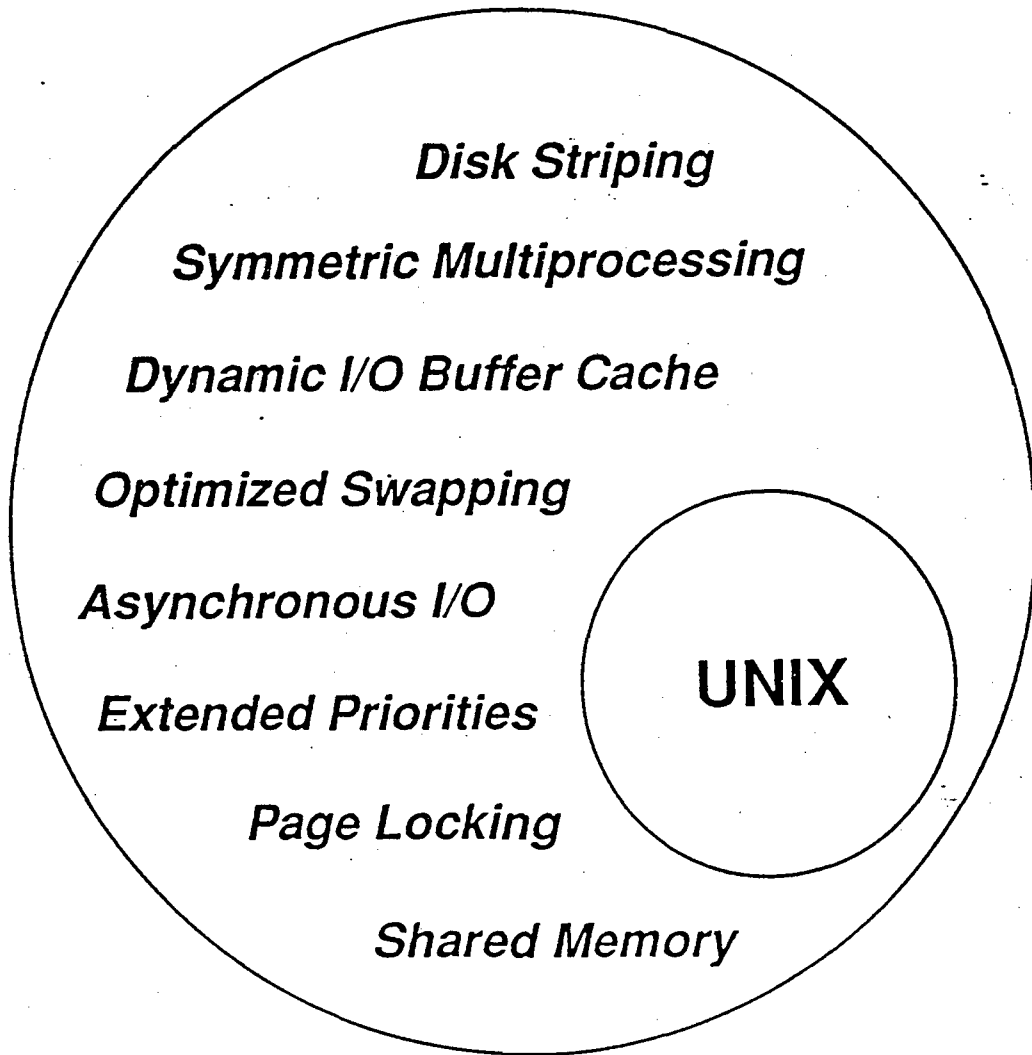 Disk Striping
Symmetric Multiprocessing
Dynamic I/O Buffer Cache
Optimized Swapping
Asynchronous I/O
UNIX
Extended Priorities
Page Locking
Shared Memory